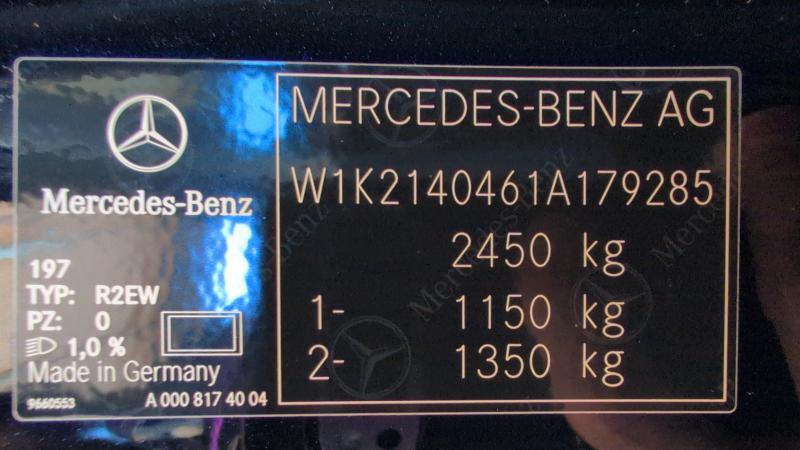 Mercedes-Benz
197
TYP: R2EW
PZ: 0
1,0 %
Made in Germany
9660553
A 000 817 40 04
MERCEDES-BENZ AG
W1K2140461A179285
2450 kg
1- 1150 kg
2- 1350 kg